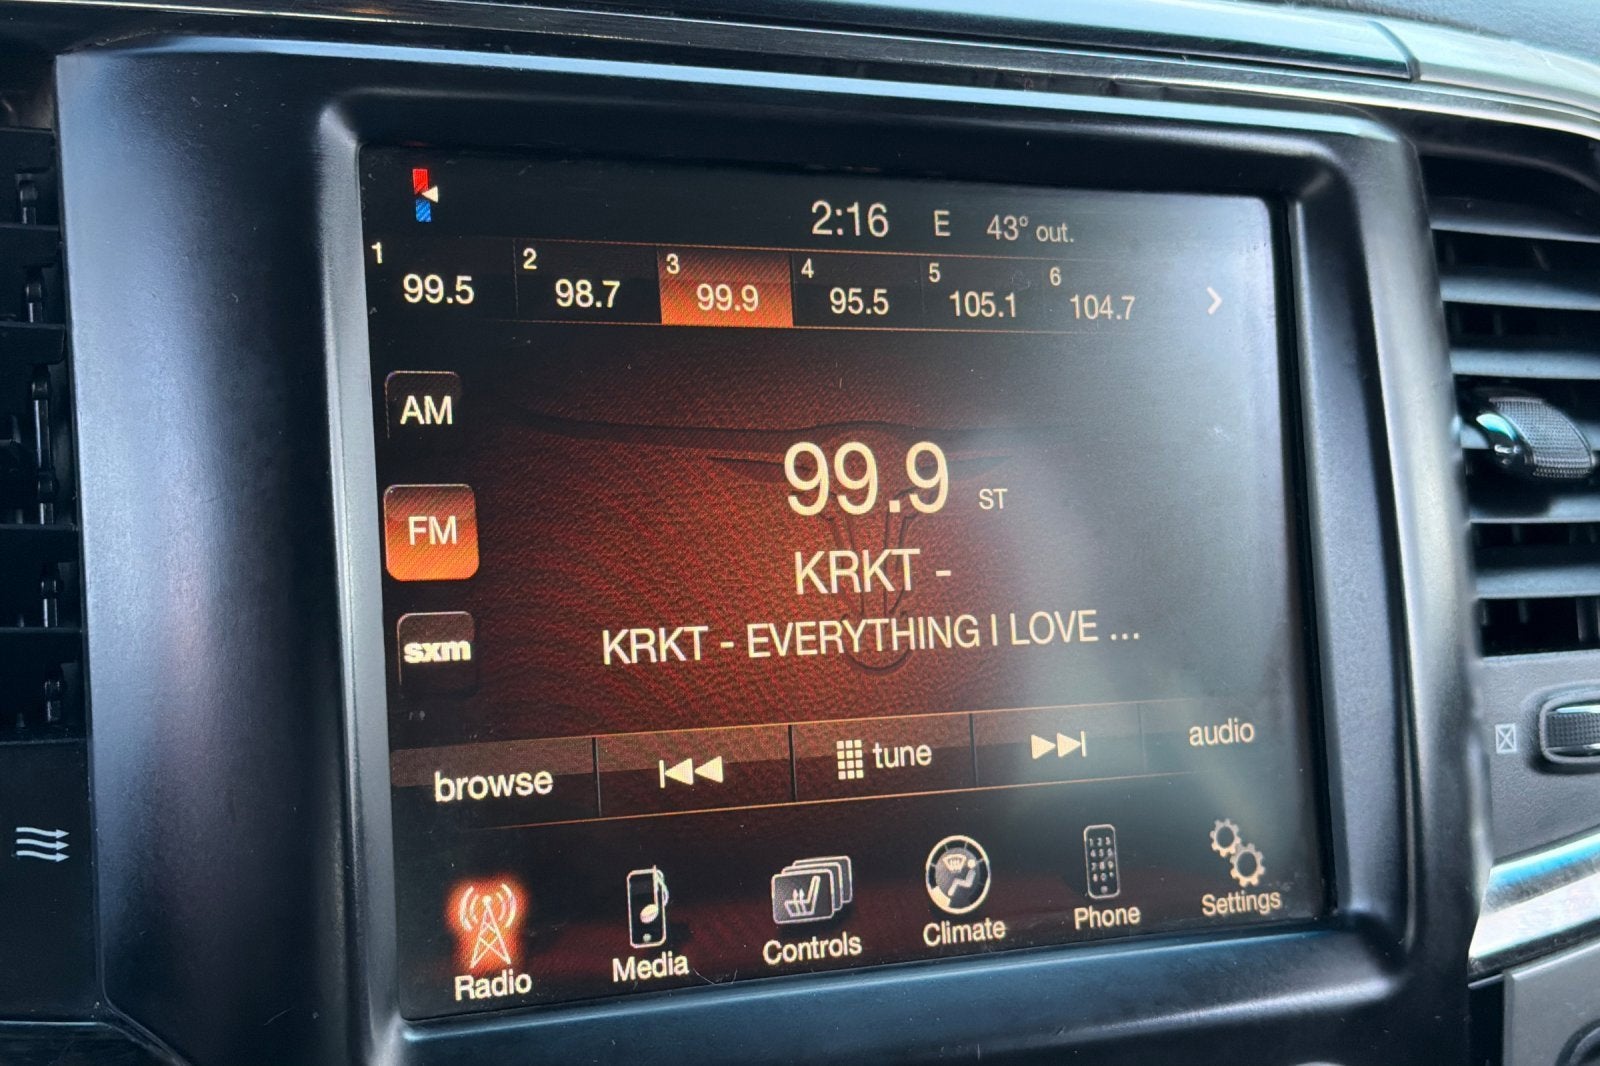 2:16 E 43° out.
1 99.5 2 98.7 3 99.9 4 95.5 5 105.1 6 104.7
AM
99.9 ST
FM
KRKT -
KRKT - EVERYTHING I LOVE ...
sxm
browse tune audio
Radio Media Controls Climate Phone Settings